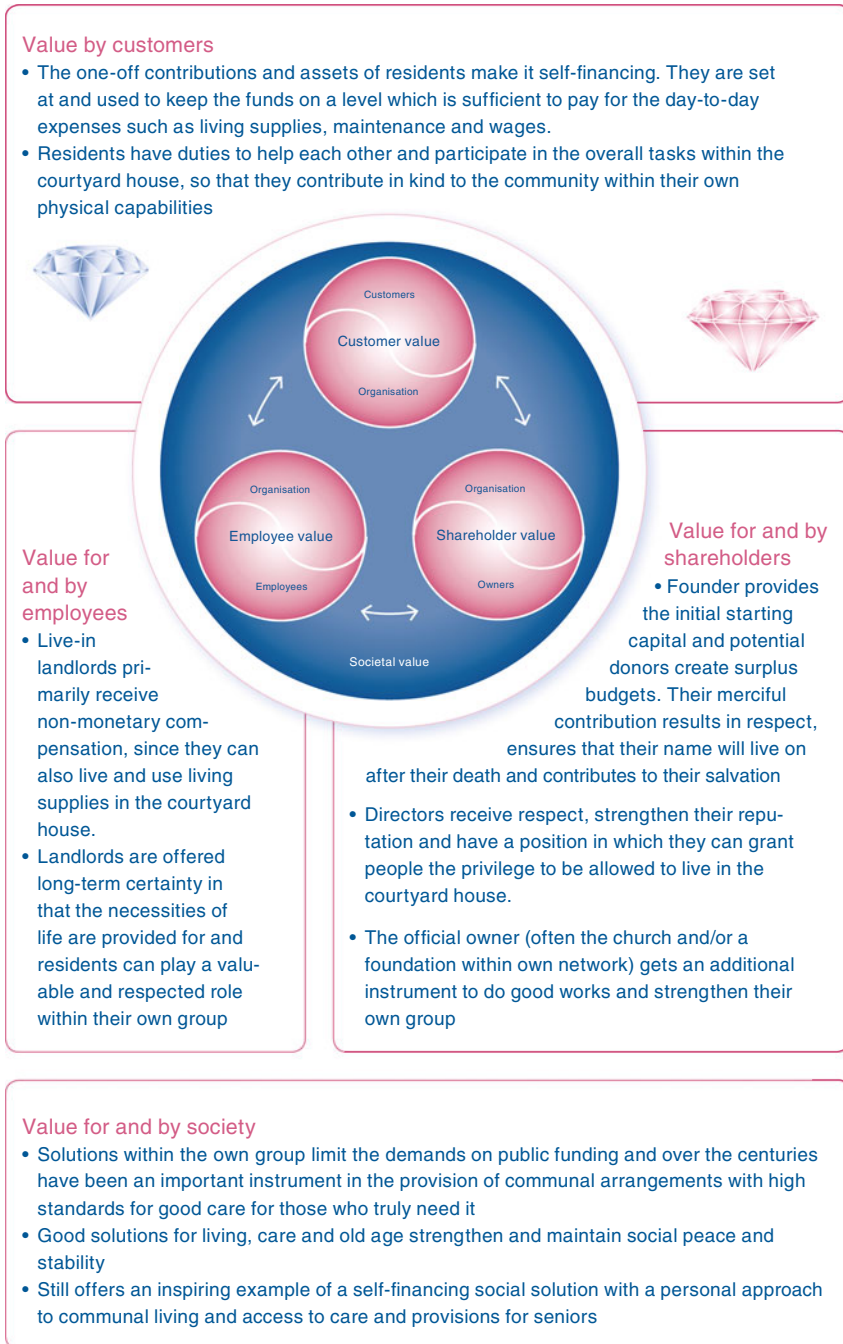 Value by customers
• The one-off contributions and assets of residents make it self-financing. They are set
at and used to keep the funds on a level which is sufficient to pay for the day-to-day
expenses such as living supplies, maintenance and wages.
• Residents have duties to help each other and participate in the overall tasks within the
courtyard house, so that they contribute in kind to the community within their own
physical capabilities
Customers
Customer value
Organisation
Organisation
Employee value
Employees
Organisation
Shareholder value
Owners
Societal value
Value for
and by
employees
• Live-in
landlords pri-
marily receive
non-monetary com-
pensation, since they can
also live and use living
supplies in the courtyard
house.
• Landlords are offered
long-term certainty in
that the necessities of
life are provided for and
residents can play a valu-
able and respected role
within their own group
Value for and by
shareholders
• Founder provides
the initial starting
capital and potential
donors create surplus
budgets. Their merciful
contribution results in respect,
ensures that their name will live on
after their death and contributes to their salvation
• Directors receive respect, strengthen their repu-
tation and have a position in which they can grant
people the privilege to be allowed to live in the
courtyard house.
• The official owner (often the church and/or a
foundation within own network) gets an additional
instrument to do good works and strengthen their
own group
Value for and by society
• Solutions within the own group limit the demands on public funding and over the centuries
have been an important instrument in the provision of communal arrangements with high
standards for good care for those who truly need it
• Good solutions for living, care and old age strengthen and maintain social peace and
stability
• Still offers an inspiring example of a self-financing social solution with a personal approach
to communal living and access to care and provisions for seniors